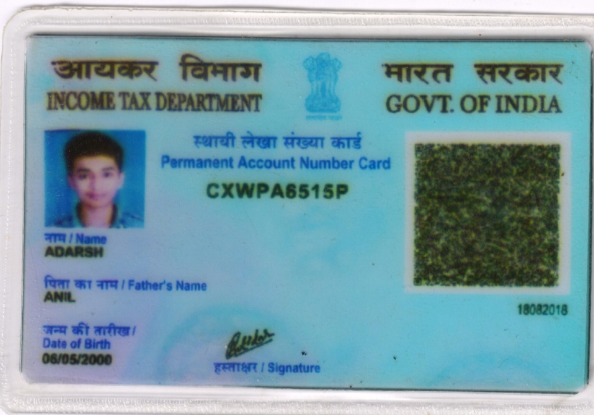 आयकर विभाग
INCOME TAX DEPARTMENT
भारत सरकार
GOVT. OF INDIA
स्थायी लेखा संख्या कार्ड
Permanent Account Number Card
CXWPA6515P
नाम / Name
ADARSH
पिता का नाम / Father's Name
ANIL
18082016
जन्म की तारीख /
Date of Birth
06/05/2000
हस्ताक्षर / Signature